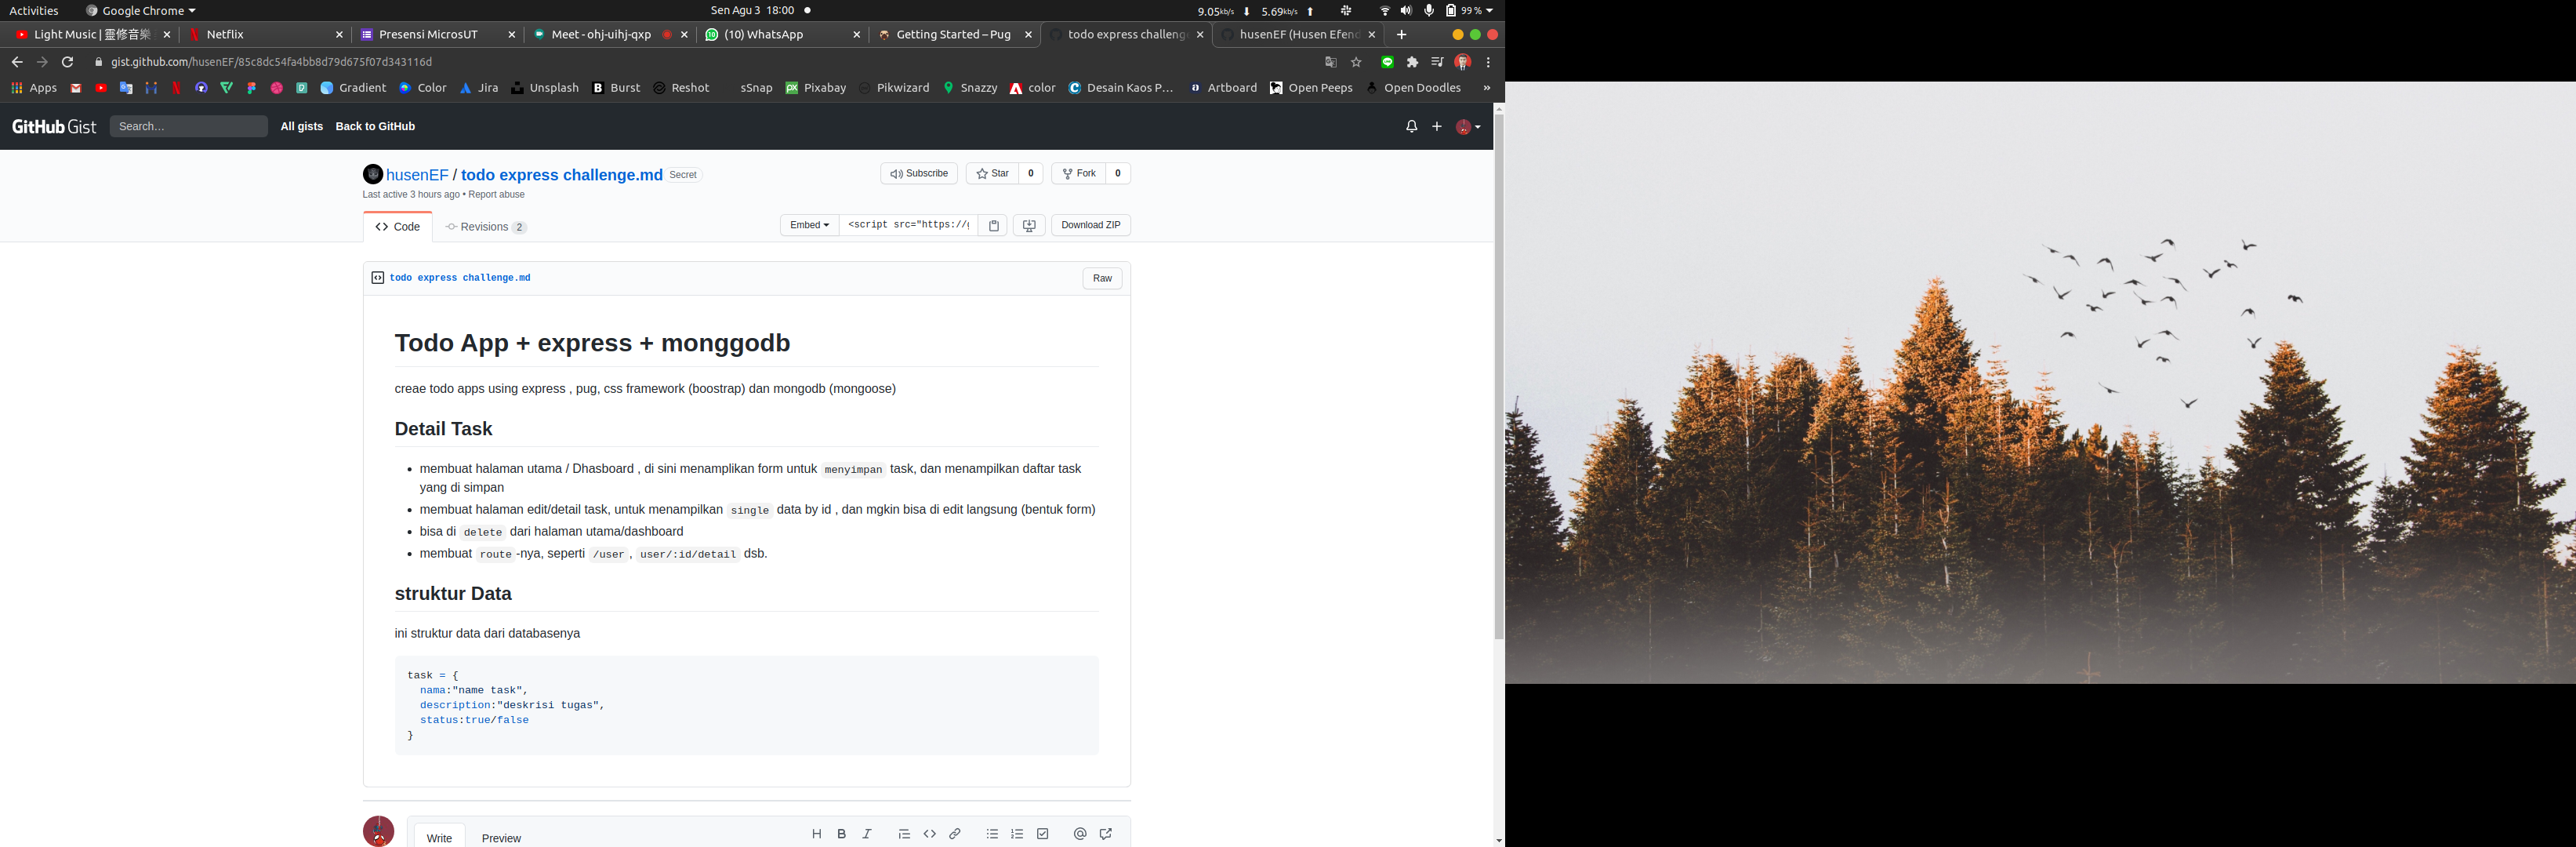 Activities Google Chrome Sen Agu 3 18:00 9.05kb/s 5.69kb/s 99 %
Light Music | 靈修音樂 Netflix Presensi MicrosUT Meet - ohj-uihj-qxp (10) WhatsApp Getting Started – Pug todo express challeng husenEF (Husen Efend
gist.github.com/husenEF/85c8dc54fa4bb8d79d675f07d343116d
Apps Gradient Color Jira Unsplash Burst Reshot sSnap Pixabay Pikwizard Snazzy color Desain Kaos P… Artboard Open Peeps Open Doodles »
GitHub Gist Search… All gists Back to GitHub
husenEF / todo express challenge.md Secret Subscribe Star 0 Fork 0
Last active 3 hours ago • Report abuse
Code Revisions 2 Embed <script src="https://g Download ZIP
todo express challenge.md Raw
Todo App + express + monggodb
creae todo apps using express , pug, css framework (boostrap) dan mongodb (mongoose)
Detail Task
• membuat halaman utama / Dhasboard , di sini menamplikan form untuk menyimpan task, dan menampilkan daftar task
yang di simpan
• membuat halaman edit/detail task, untuk menampilkan single data by id , dan mgkin bisa di edit langsung (bentuk form)
• bisa di delete dari halaman utama/dashboard
• membuat route -nya, seperti /user , user/:id/detail dsb.
struktur Data
ini struktur data dari databasenya
task = {
nama:"name task",
description:"deskrisi tugas",
status:true/false
}
Write Preview